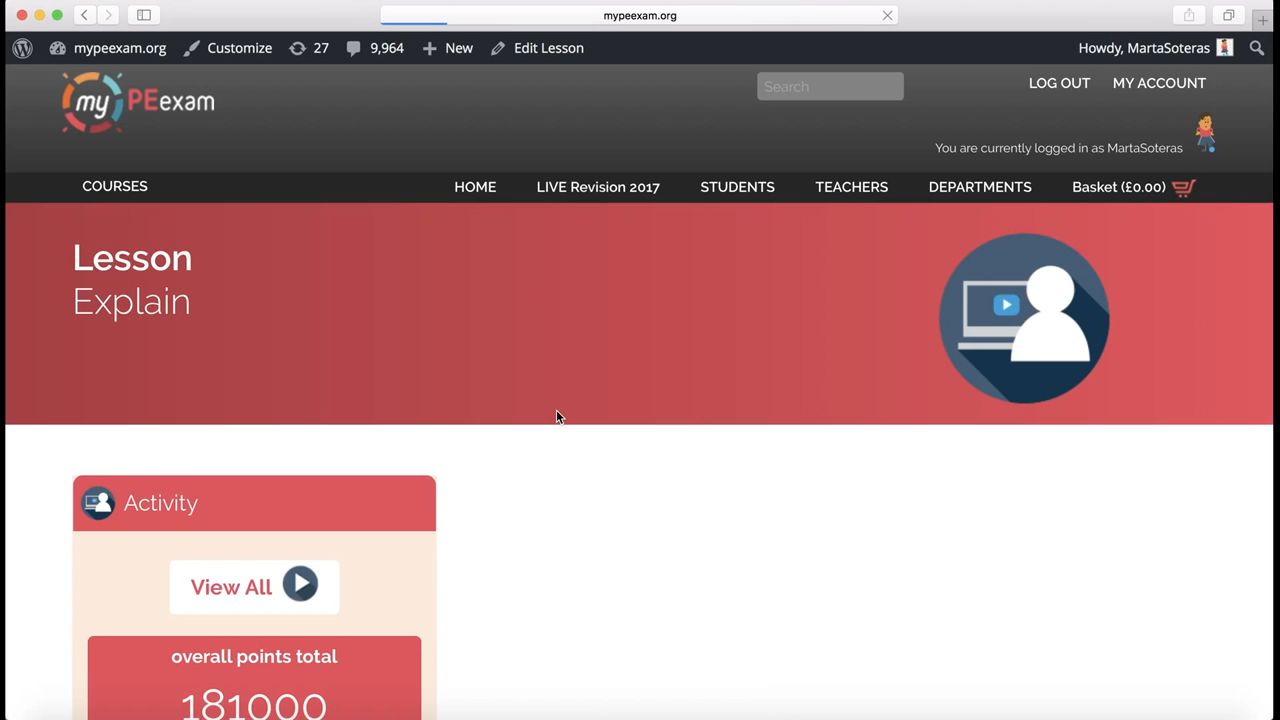 mypeexam.org
mypeexam.org Customize 27 9,964 New Edit Lesson Howdy, MartaSoteras
my PEexam
Search
LOG OUT MY ACCOUNT
You are currently logged in as MartaSoteras
COURSES HOME LIVE Revision 2017 STUDENTS TEACHERS DEPARTMENTS Basket (£0.00)
Lesson
Explain
Activity
View All
overall points total
181000